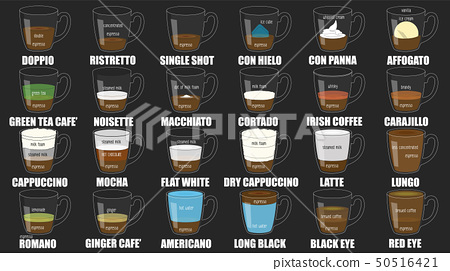 double
espresso
espresso
espresso
ice cube
espresso
whipped cream
espresso
vanilla
ice cream
espresso
DOPPIO RISTRETTO SINGLE SHOT CON HIELO CON PANNA AFFOGATO
green tea
espresso
steamed milk
espresso
dot of milk foam
espresso
milk foam
espresso
whisky
espresso
brandy
espresso
GREEN TEA CAFE' NOISETTE MACCHIATO CORTADO IRISH COFFEE CARAJILLO
milk foam
steamed milk
espresso
steamed milk
HOT CHOCOLATE
espresso
steamed milk
espresso
milk foam
espresso
milk foam
steamed milk
espresso
espresso
CAPPUCCINO MOCHA FLAT WHITE DRY CAPPUCCINO LATTE LUNGO
lemonade
espresso
ginger
espresso
hot water
espresso
espresso
hot water
espresso
brewed coffee
brewed coffee
espresso
ROMANO GINGER CAFE' AMERICANO LONG BLACK BLACK EYE RED EYE
PIXTA
50516421